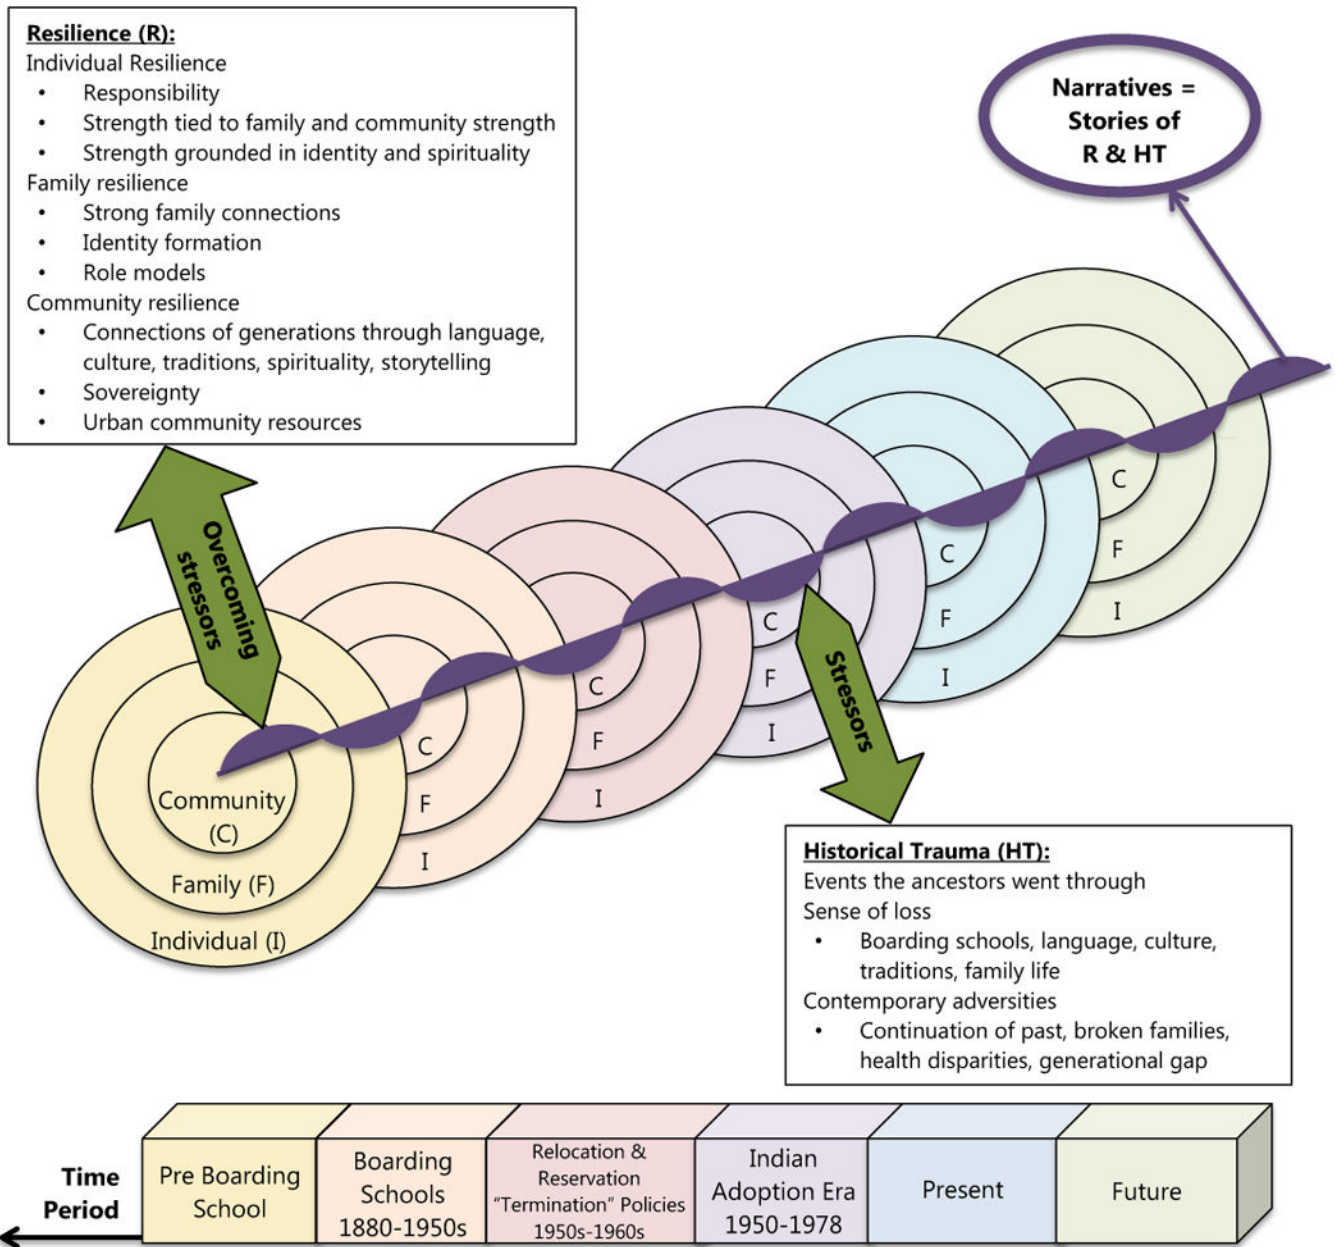 Resilience (R):
Individual Resilience
• Responsibility
• Strength tied to family and community strength
• Strength grounded in identity and spirituality
Family resilience
• Strong family connections
• Identity formation
• Role models
Community resilience
• Connections of generations through language,
culture, traditions, spirituality, storytelling
• Sovereignty
• Urban community resources
Narratives =
Stories of
R & HT
Overcoming
stressors
Stressors
Community
(C)
Family (F)
Individual (I)
C
F
I
C
F
I
C
F
I
C
F
I
C
F
I
Historical Trauma (HT):
Events the ancestors went through
Sense of loss
• Boarding schools, language, culture,
traditions, family life
Contemporary adversities
• Continuation of past, broken families,
health disparities, generational gap
Time
Period
Pre Boarding
School
Boarding
Schools
1880-1950s
Relocation &
Reservation
"Termination" Policies
1950s-1960s
Indian
Adoption Era
1950-1978
Present
Future